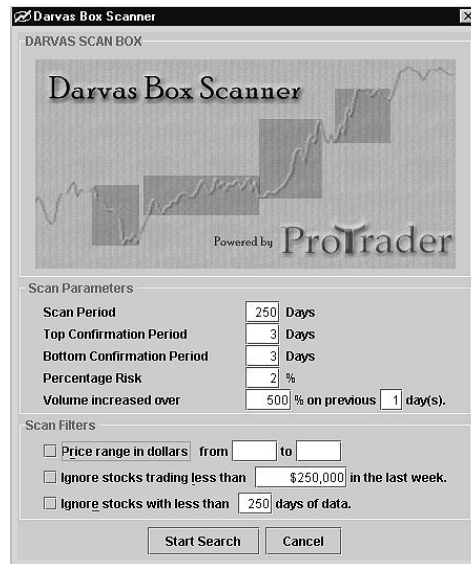 Darvas Box Scanner
DARVAS SCAN BOX
Darvas Box Scanner
Powered by ProTrader
Scan Parameters
Scan Period 250 Days
Top Confirmation Period 3 Days
Bottom Confirmation Period 3 Days
Percentage Risk 2 %
Volume increased over 500 % on previous 1 day(s).
Scan Filters
Price range in dollars from to
Ignore stocks trading less than $250,000 in the last week.
Ignore stocks with less than 250 days of data.
Start Search Cancel